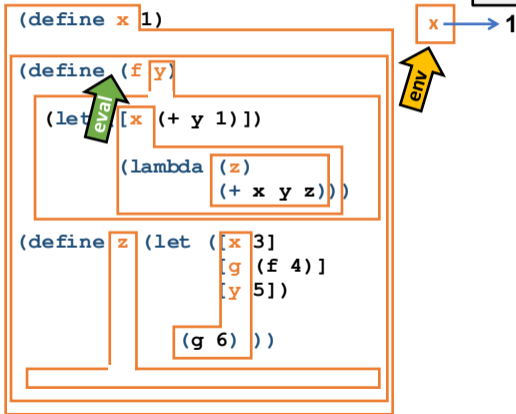 (define x 1)
x 1
(define (f y)
env
eval
(let ([x (+ y 1)])
(lambda (z)
(+ x y z)))
(define z (let ([x 3]
[g (f 4)]
[y 5])
(g 6) ))